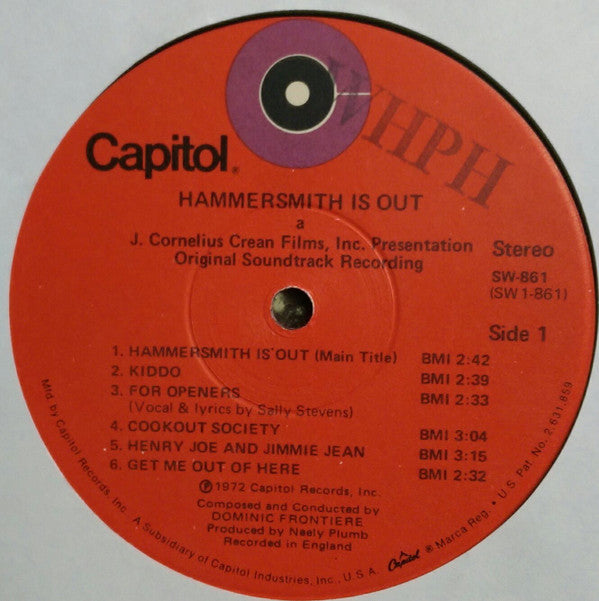 WHPH
Capitol®
HAMMERSMITH IS OUT
a
J. Cornelius Crean Films, Inc. Presentation
Original Soundtrack Recording
Stereo
SW-861
(SW1-861)
Side 1
1. HAMMERSMITH IS OUT (Main Title) BMI 2:42
2. KIDDO BMI 2:39
3. FOR OPENERS BMI 2:33
(Vocal & lyrics by Sally Stevens)
4. COOKOUT SOCIETY BMI 3:04
5. HENRY JOE AND JIMMIE JEAN BMI 3:15
6. GET ME OUT OF HERE BMI 2:32
℗1972 Capitol Records, Inc.
Composed and Conducted by
DOMINIC FRONTIERE
Produced by Neely Plumb
Recorded in England
Mfd. by Capitol Records, Inc. A Subsidiary of Capitol Industries, Inc., U.S.A. Capitol ® Marca Reg. • U.S. Pat. No. 2,631,859